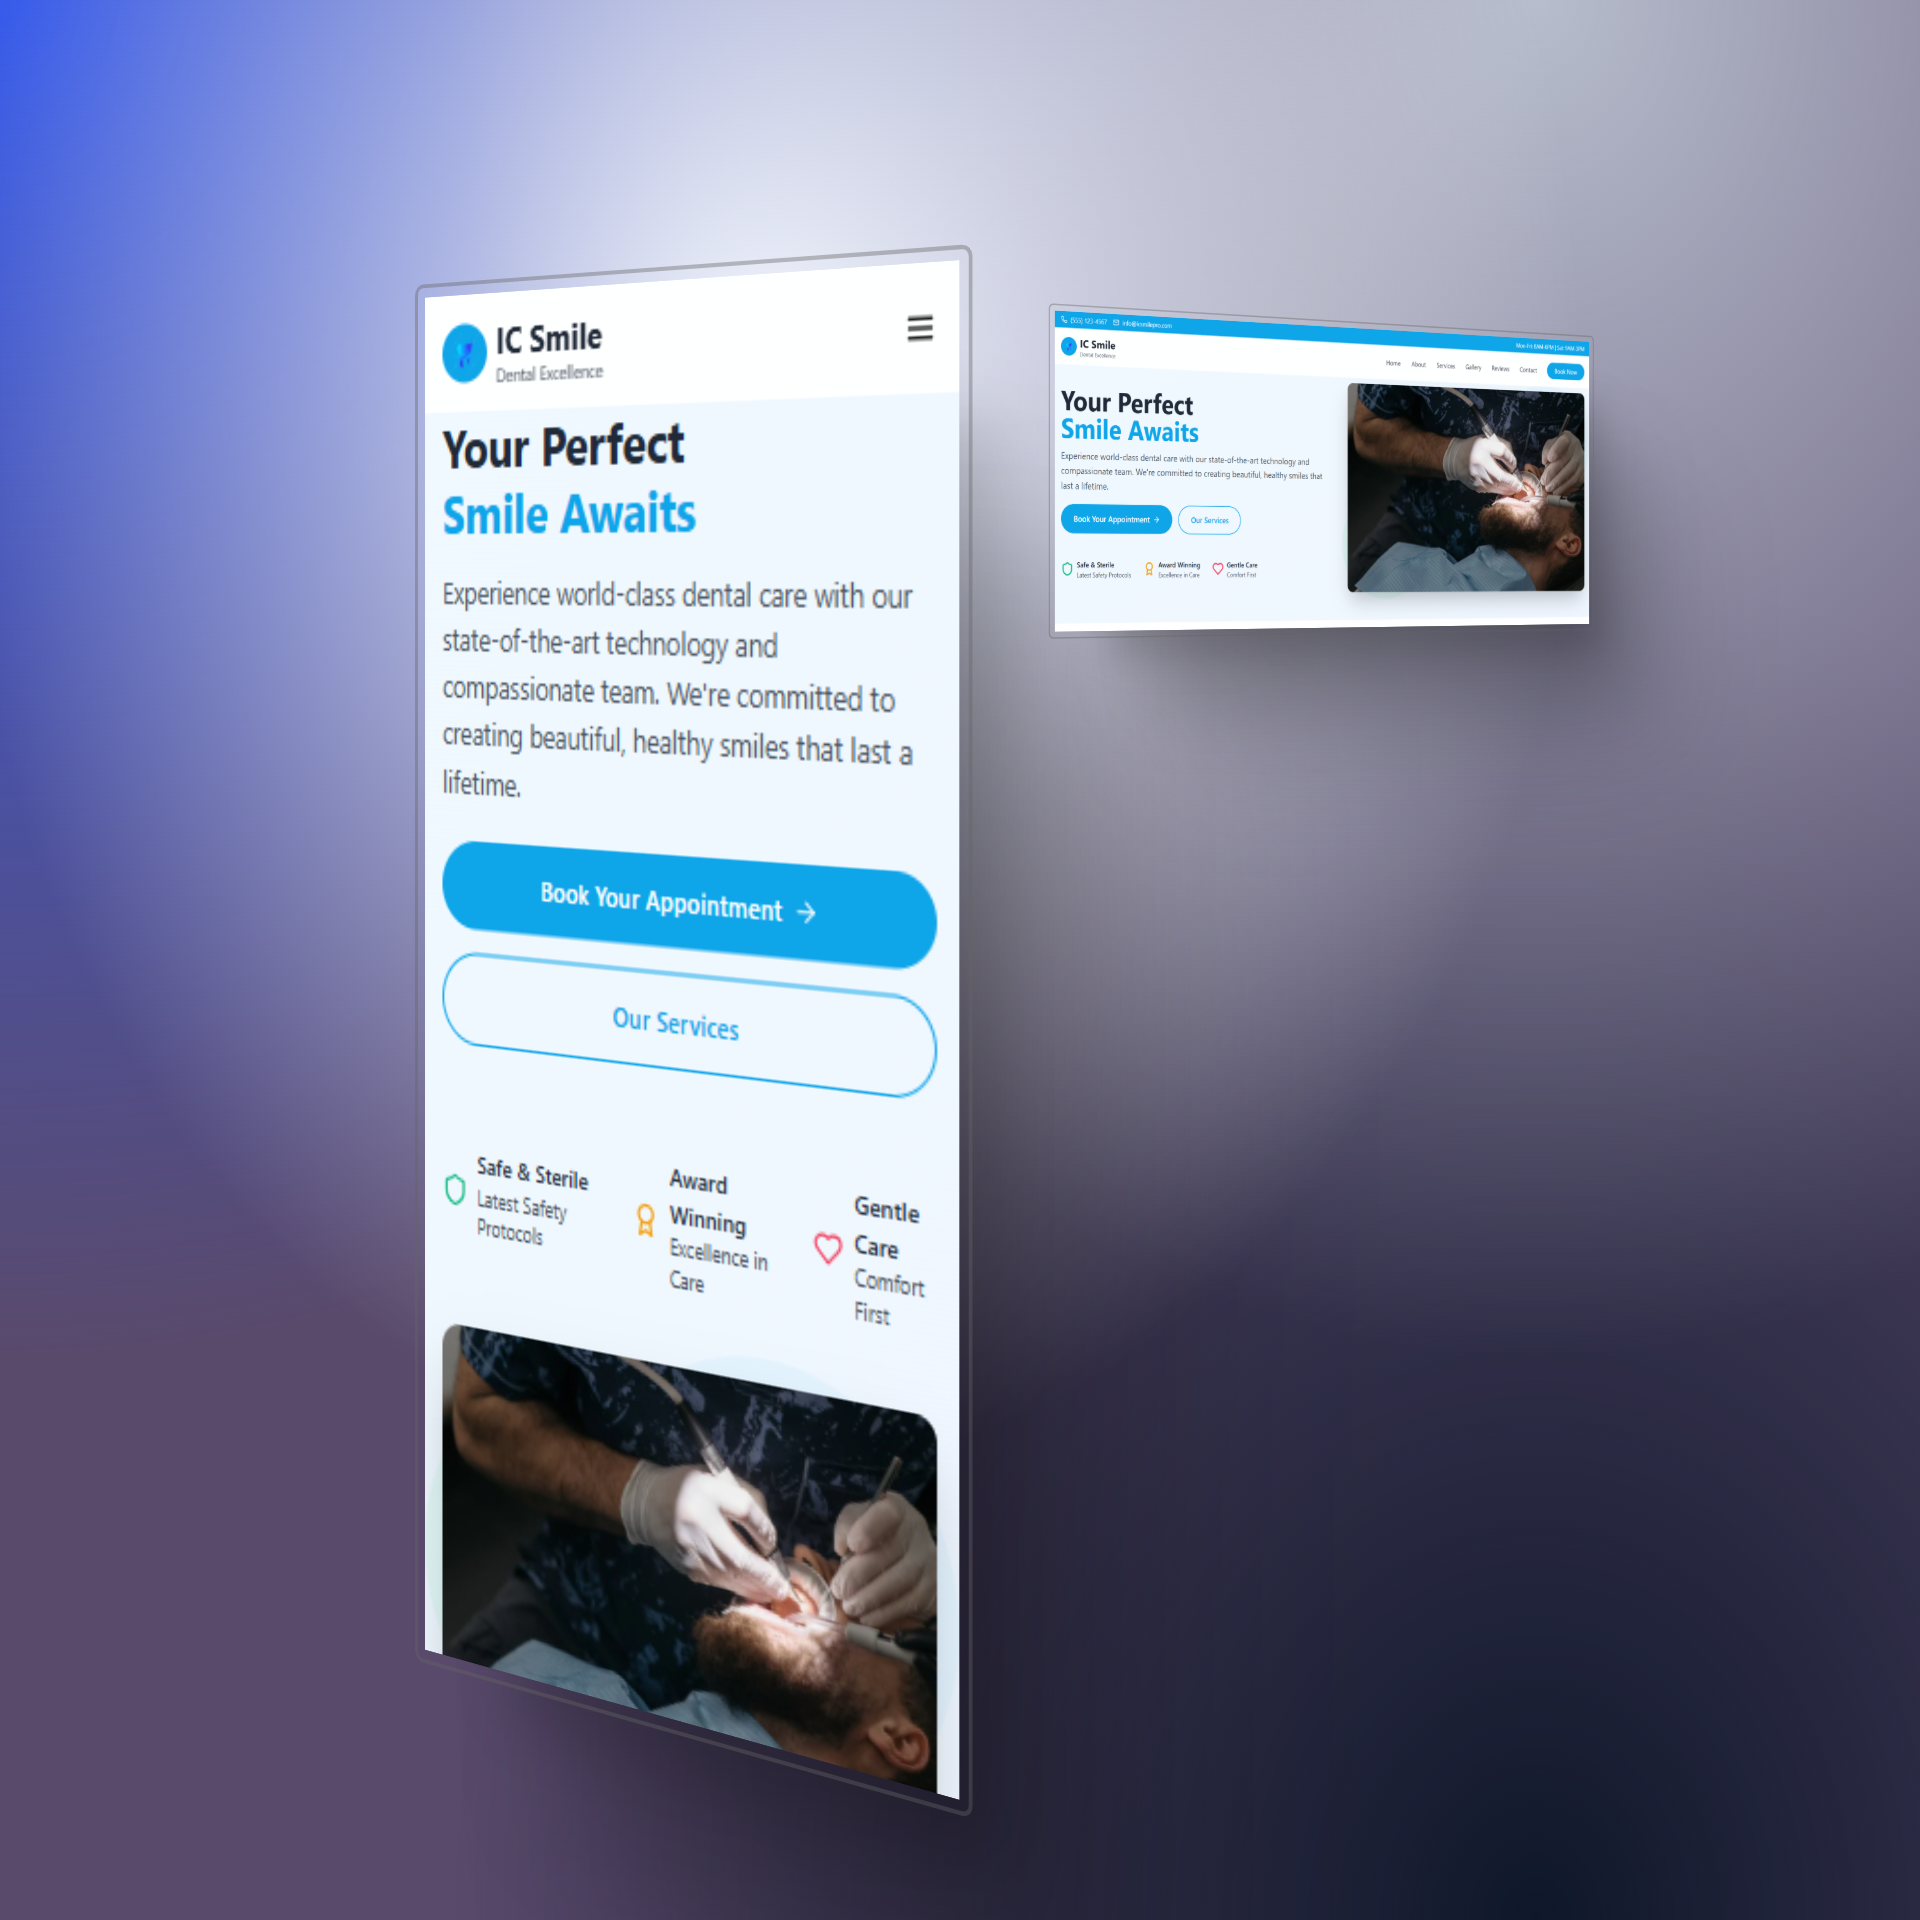 IC Smile
Dental Excellence
Your Perfect
Smile Awaits
Experience world-class dental care with our
state-of-the-art technology and
compassionate team. We're committed to
creating beautiful, healthy smiles that last a
lifetime.
Book Your Appointment →
Our Services
Safe & Sterile
Latest Safety
Protocols
Award
Winning
Excellence in
Care
Gentle
Care
Comfort
First
(555) 123-4567 info@icsmilepro.com
Mon-Fri: 8AM-6PM | Sat: 9AM-3PM
IC Smile
Dental Excellence
Home About Services Gallery Reviews Contact Book Now
Your Perfect
Smile Awaits
Experience world-class dental care with our state-of-the-art technology and
compassionate team. We're committed to creating beautiful, healthy smiles that
last a lifetime.
Book Your Appointment → Our Services
Safe & Sterile
Latest Safety Protocols
Award Winning
Excellence in Care
Gentle Care
Comfort First